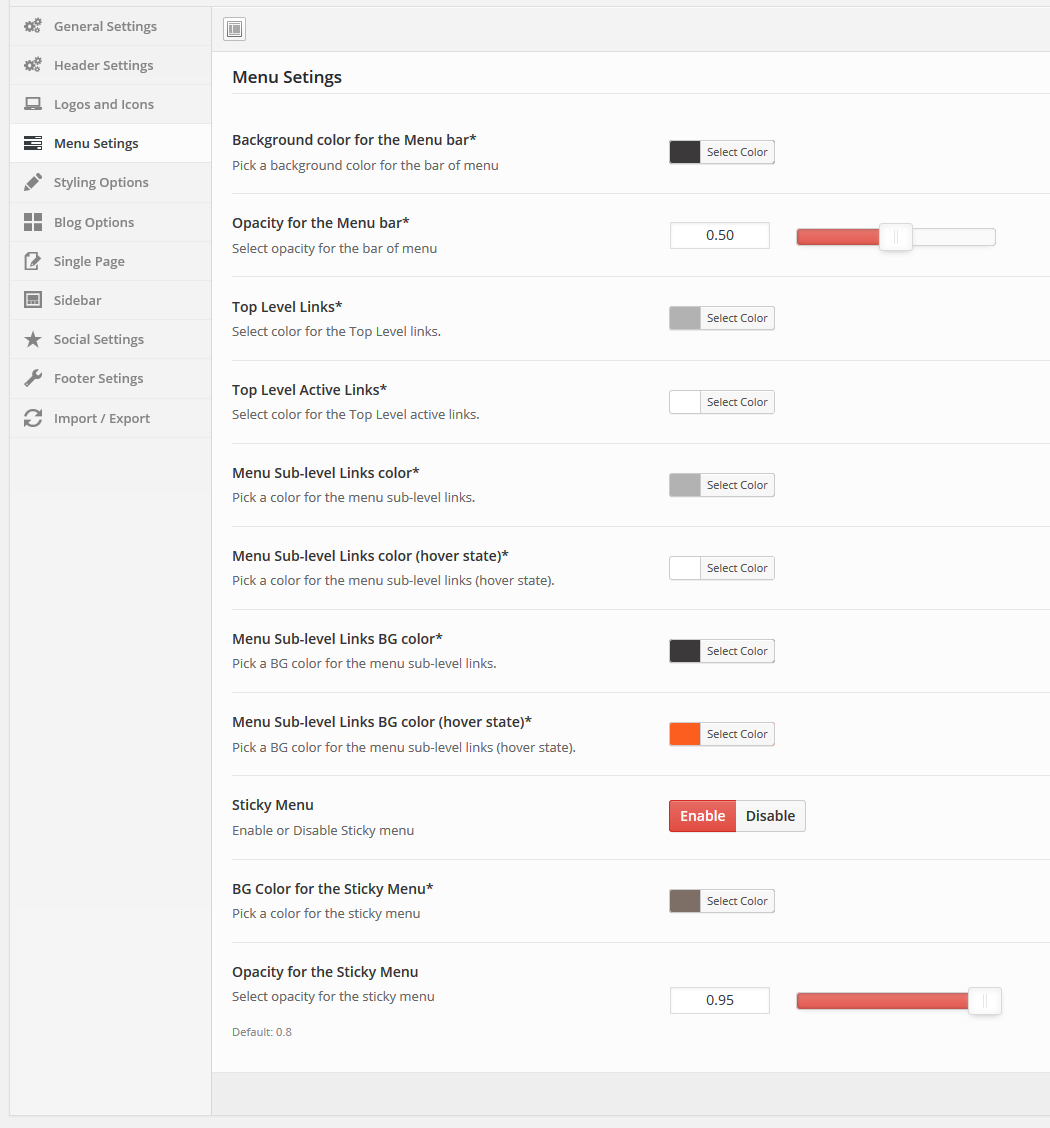 General Settings
Header Settings
Logos and Icons
Menu Setings
Styling Options
Blog Options
Single Page
Sidebar
Social Settings
Footer Setings
Import / Export
Menu Setings
Background color for the Menu bar*
Pick a background color for the bar of menu
Select Color
Opacity for the Menu bar*
Select opacity for the bar of menu
0.50
Top Level Links*
Select color for the Top Level links.
Select Color
Top Level Active Links*
Select color for the Top Level active links.
Select Color
Menu Sub-level Links color*
Pick a color for the menu sub-level links.
Select Color
Menu Sub-level Links color (hover state)*
Pick a color for the menu sub-level links (hover state).
Select Color
Menu Sub-level Links BG color*
Pick a BG color for the menu sub-level links.
Select Color
Menu Sub-level Links BG color (hover state)*
Pick a BG color for the menu sub-level links (hover state).
Select Color
Sticky Menu
Enable or Disable Sticky menu
Enable Disable
BG Color for the Sticky Menu*
Pick a color for the sticky menu
Select Color
Opacity for the Sticky Menu
Select opacity for the sticky menu
0.95
Default: 0.8